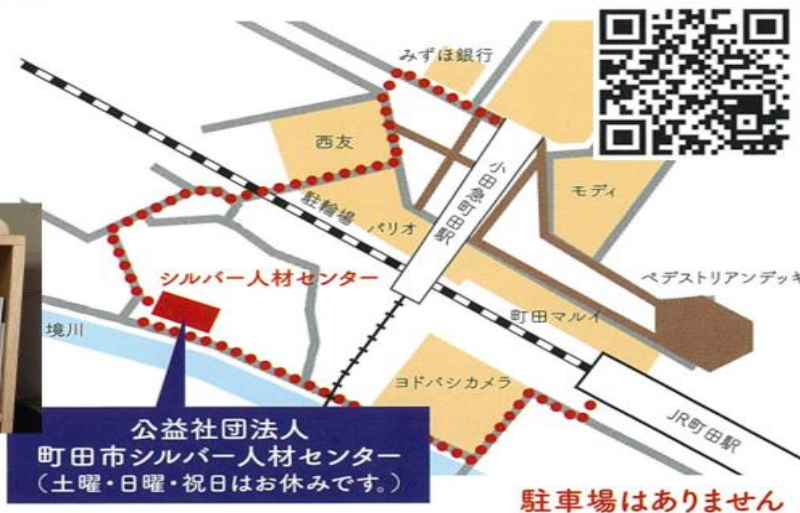 みずほ銀行
西友
小田急町田駅
モディ
駐輪場
パリオ
シルバー人材センター
ペデストリアンデッキ
町田マルイ
境川
ヨドバシカメラ
JR町田駅
公益社団法人
町田市シルバー人材センター
(土曜・日曜・祝日はお休みです。)
駐車場はありません